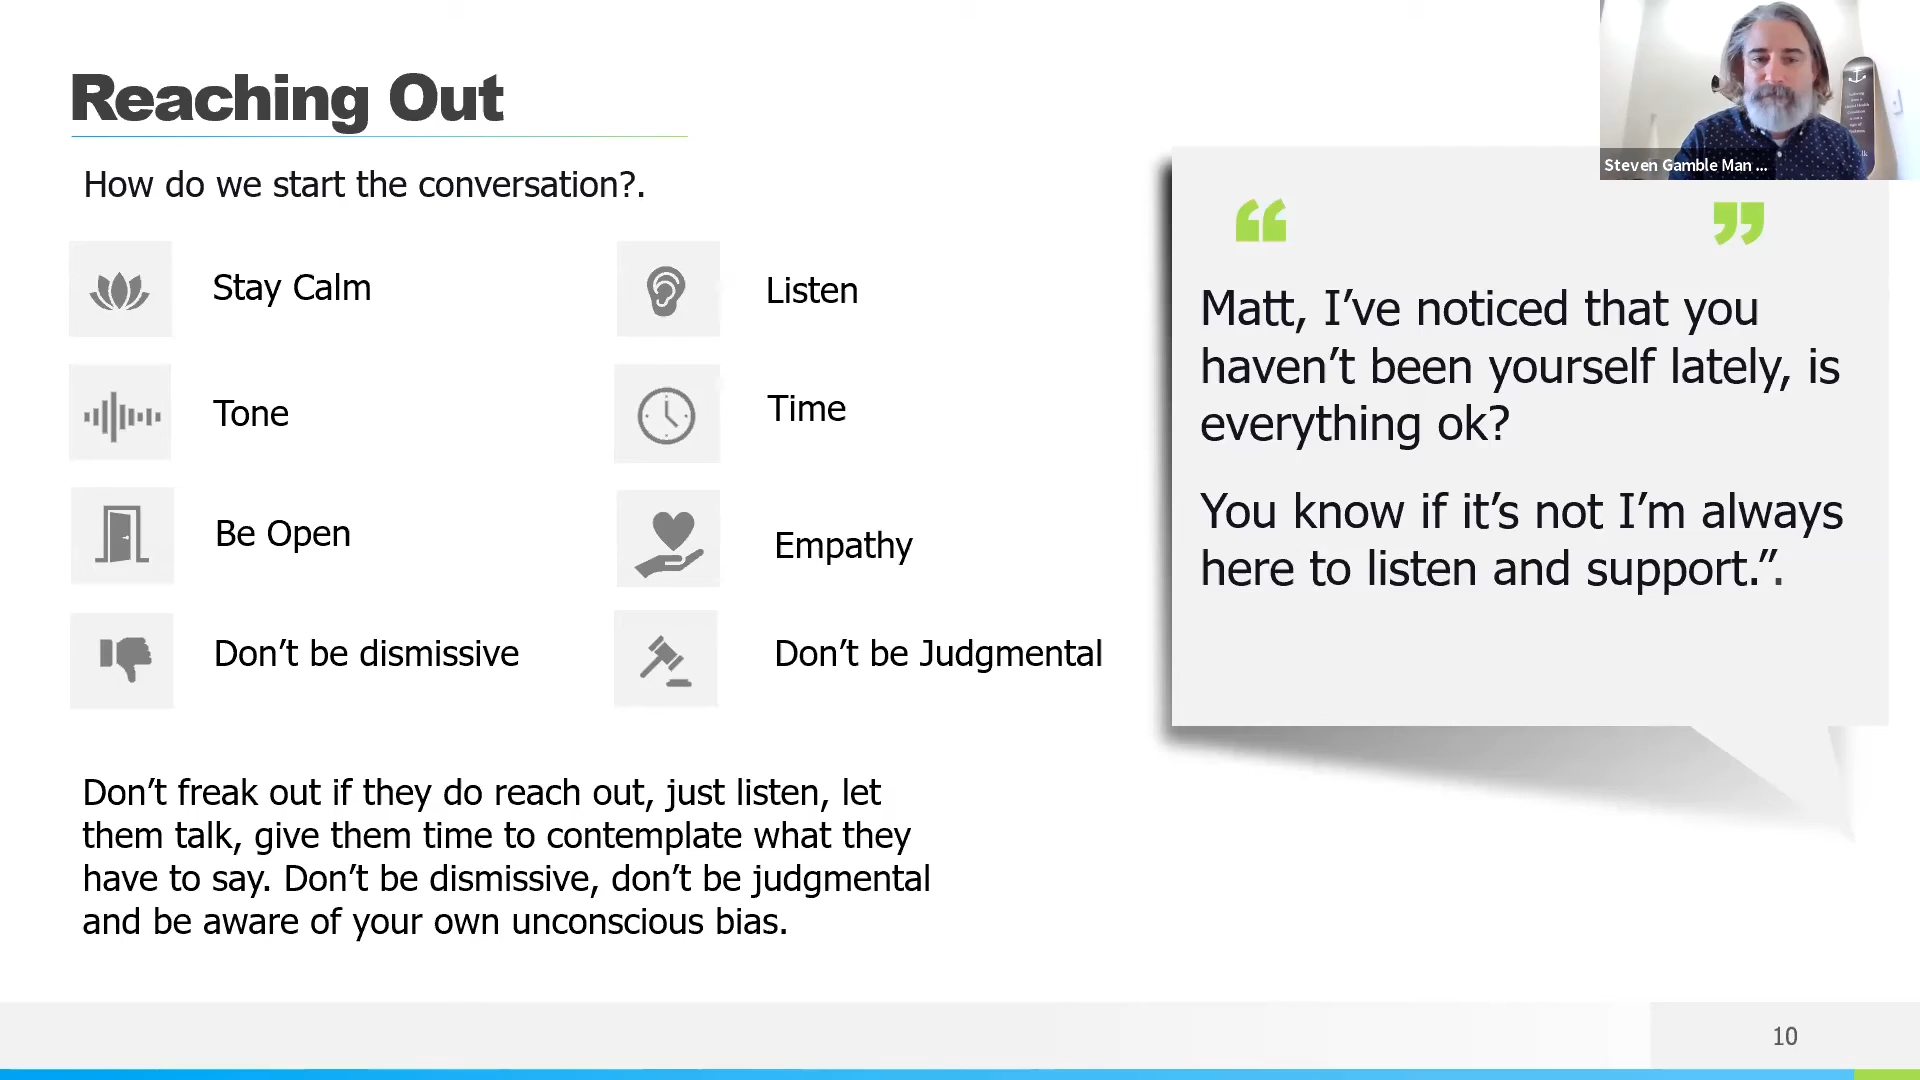 Reaching Out
How do we start the conversation?.
Stay Calm
Listen
Tone
Time
Be Open
Empathy
Don’t be dismissive
Don’t be Judgmental
Don’t freak out if they do reach out, just listen, let
them talk, give them time to contemplate what they
have to say. Don’t be dismissive, don’t be judgmental
and be aware of your own unconscious bias.
“ ”
Matt, I’ve noticed that you
haven’t been yourself lately, is
everything ok?
You know if it’s not I’m always
here to listen and support.”.
Steven Gamble Man ...
10